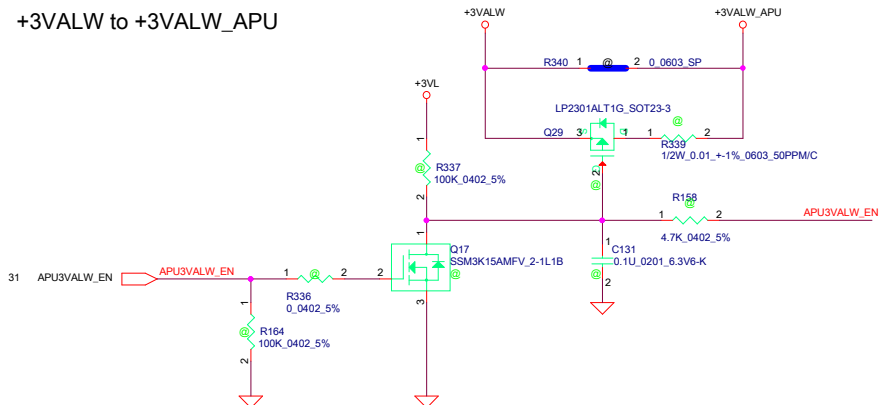 +3VALW to +3VALW_APU
+3VALW
+3VALW_APU
R340 1 @ 2 0_0603_SP
+3VL
LP2301ALT1G_SOT23-3
Q29 3 S D 1 1 @ 2
R339
1/2W_0.01_+-1%_0603_50PPM/C
G
2
@
1
R337
@
100K_0402_5%
2
R158
@
1 2 APU3VALW_EN
4.7K_0402_5%
1
Q17
SSM3K15AMFV_2-1L1B
@
1
C131
0.1U_0201_6.3V6-K
@
2
31 APU3VALW_EN APU3VALW_EN 1 @ 2 2
R336
0_0402_5%
3
1
R164
@
100K_0402_5%
2